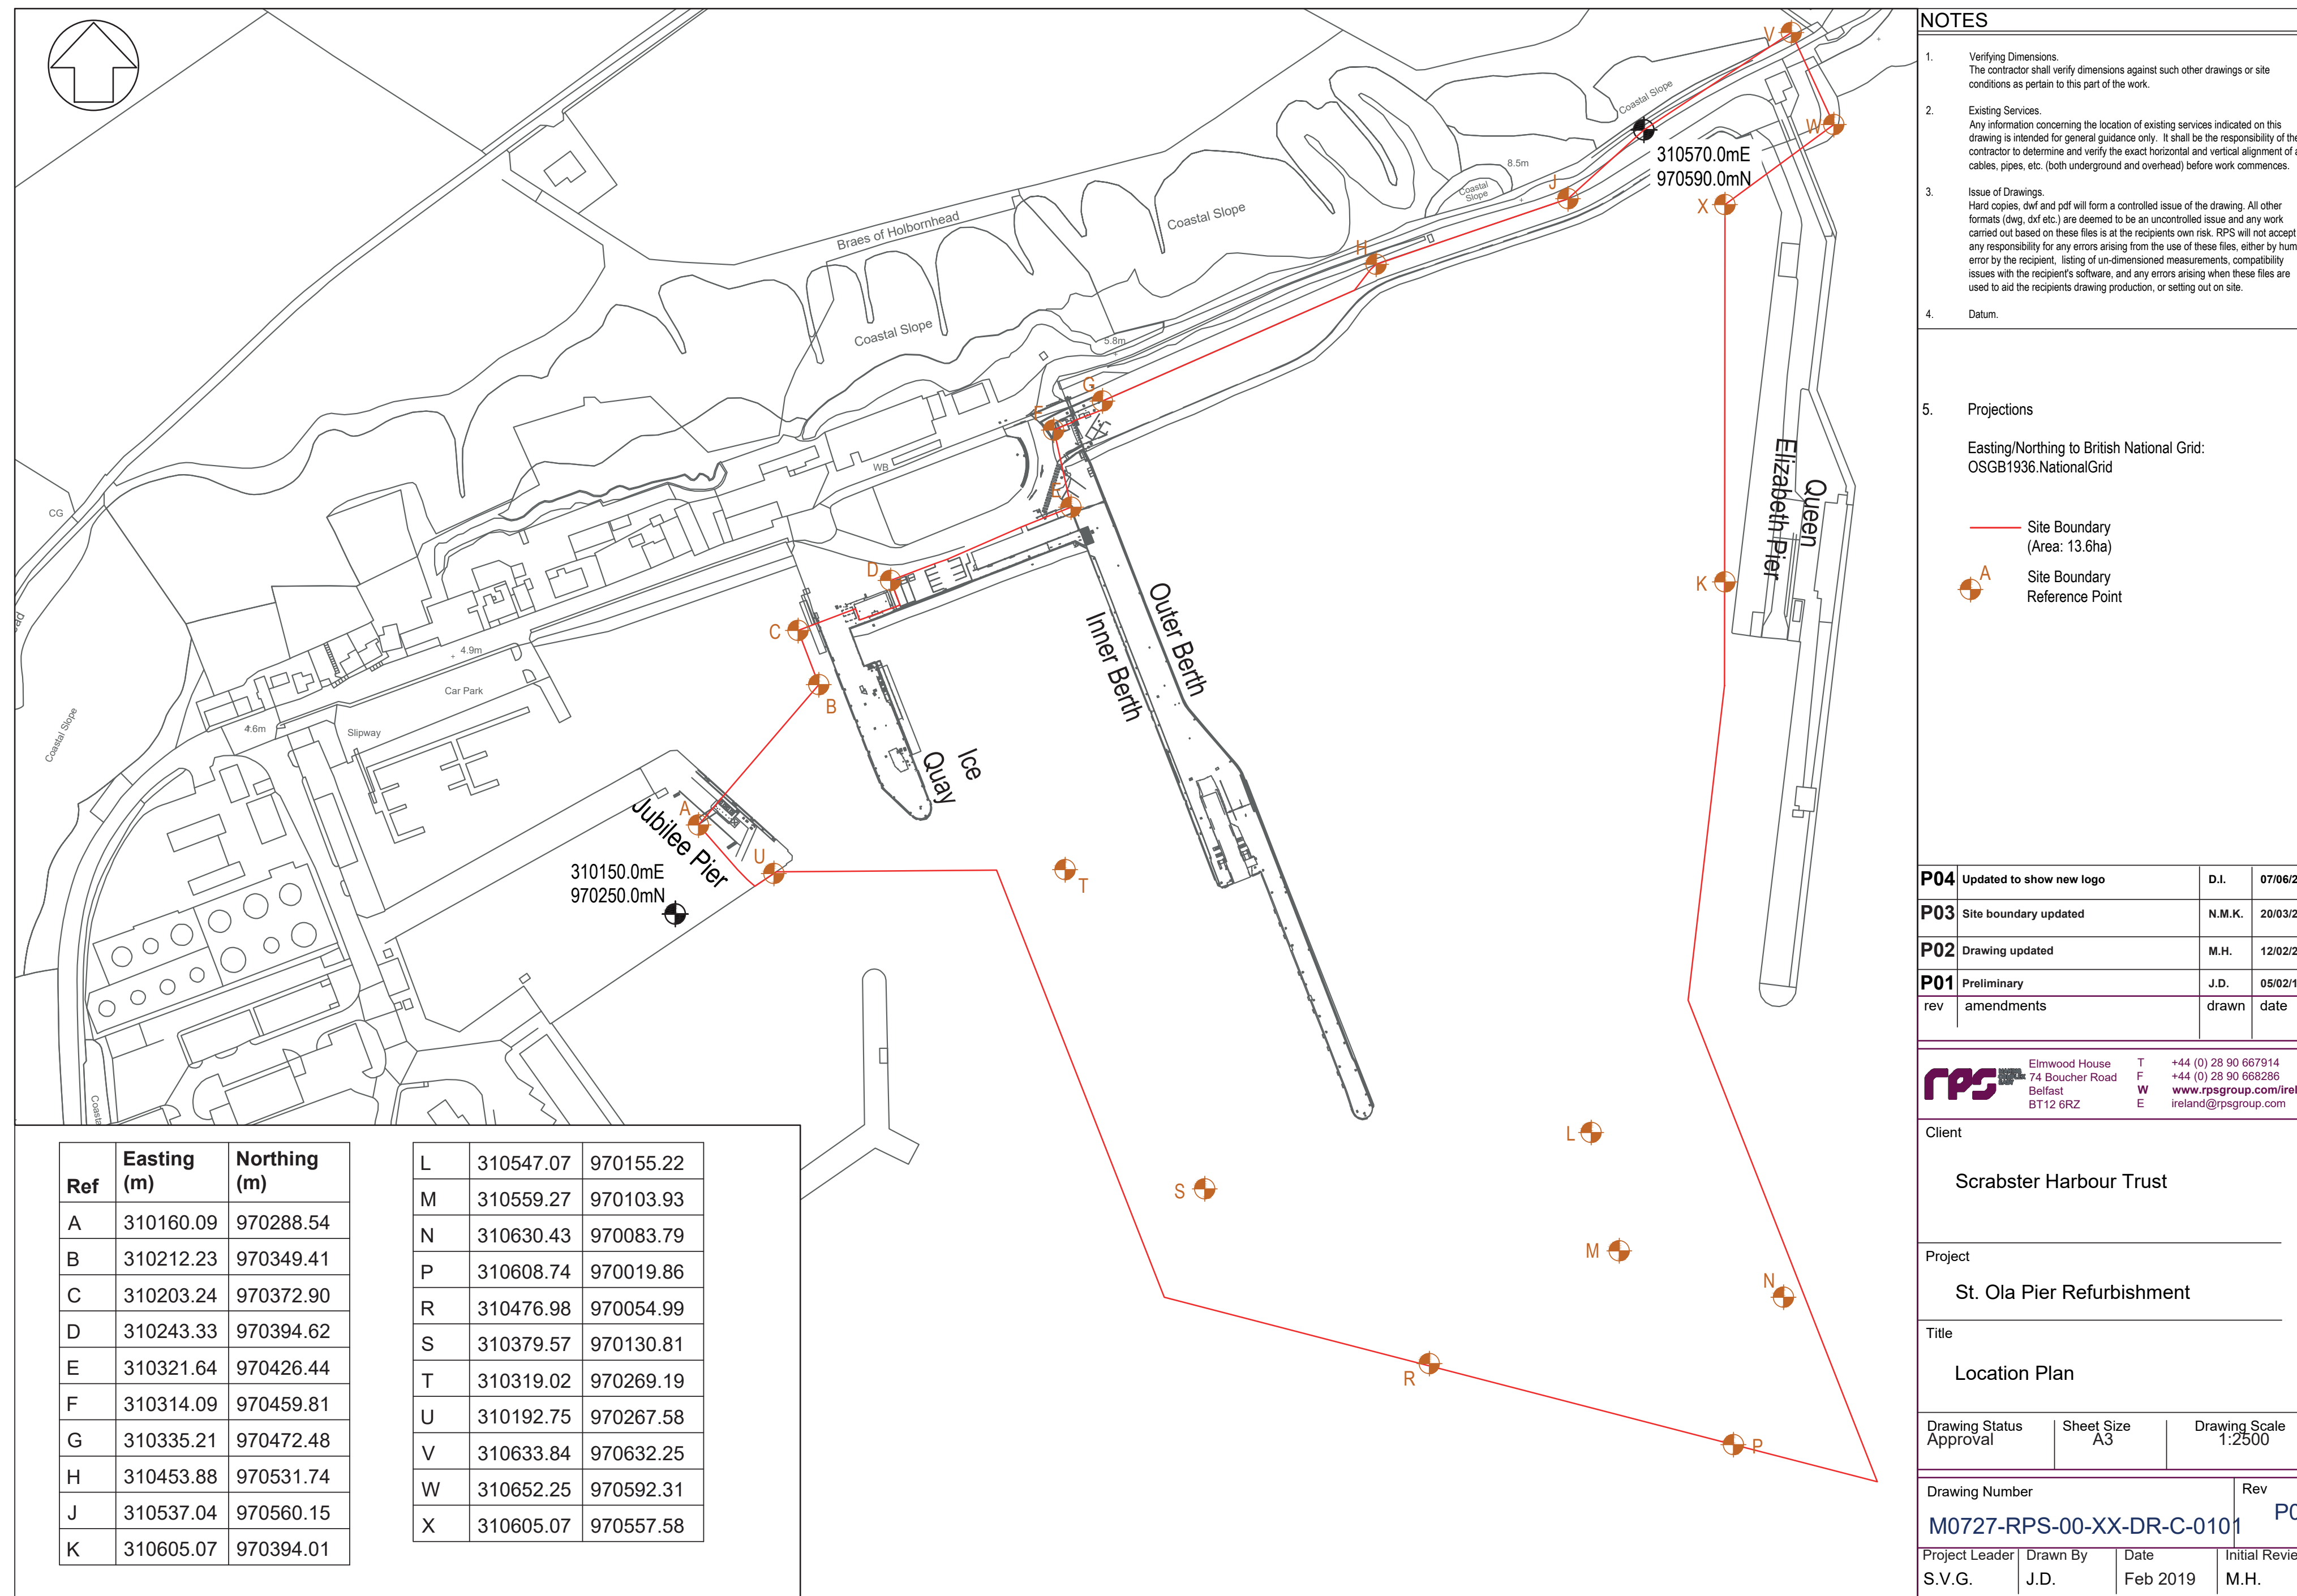 V
W
310570.0mE
970590.0mN
X
J
H
Coastal Slope
8.5m
Coastal
Slope
Braes of Holbornhead
Coastal Slope
Coastal Slope
5.8m
G
F
E
WB
CG
D
C
B
K
Queen
Elizabeth Pier
Outer Berth
Inner Berth
Ice
Quay
4.9m
Car Park
4.6m
Slipway
Coastal Slope
A
U
Jubilee Pier
310150.0mE
970250.0mN
T
L
S
M
N
R
P
Ref Easting (m) Northing (m)
A 310160.09 970288.54
B 310212.23 970349.41
C 310203.24 970372.90
D 310243.33 970394.62
E 310321.64 970426.44
F 310314.09 970459.81
G 310335.21 970472.48
H 310453.88 970531.74
J 310537.04 970560.15
K 310605.07 970394.01
L 310547.07 970155.22
M 310559.27 970103.93
N 310630.43 970083.79
P 310608.74 970019.86
R 310476.98 970054.99
S 310379.57 970130.81
T 310319.02 970269.19
U 310192.75 970267.58
V 310633.84 970632.25
W 310652.25 970592.31
X 310605.07 970557.58
NOTES
1. Verifying Dimensions.
The contractor shall verify dimensions against such other drawings or site
conditions as pertain to this part of the work.
2. Existing Services.
Any information concerning the location of existing services indicated on this
drawing is intended for general guidance only. It shall be the responsibility of the
contractor to determine and verify the exact horizontal and vertical alignment of
cables, pipes, etc. (both underground and overhead) before work commences.
3. Issue of Drawings.
Hard copies, dwf and pdf will form a controlled issue of the drawing. All other
formats (dwg, dxf etc.) are deemed to be an uncontrolled issue and any work
carried out based on these files is at the recipients own risk. RPS will not accept
any responsibility for any errors arising from the use of these files, either by
error by the recipient, listing of un-dimensioned measurements, compatibility
issues with the recipient's software, and any errors arising when these files are
used to aid the recipients drawing production, or setting out on site.
4. Datum.
5. Projections
Easting/Northing to British National Grid:
OSGB1936.NationalGrid
Site Boundary
(Area: 13.6ha)
A
Site Boundary
Reference Point
P04 Updated to show new logo D.I. 07/06/2
P03 Site boundary updated N.M.K. 20/03/2
P02 Drawing updated M.H. 12/02/2
P01 Preliminary J.D. 05/02/1
rev amendments drawn date
rps
Elmwood House T +44 (0) 28 90 667914
74 Boucher Road F +44 (0) 28 90 668286
Belfast W www.rpsgroup.com/irel
BT12 6RZ E ireland@rpsgroup.com
Client
Scrabster Harbour Trust
Project
St. Ola Pier Refurbishment
Title
Location Plan
Drawing Status Sheet Size Drawing Scale
Approval A3 1:2500
Drawing Number Rev
M0727-RPS-00-XX-DR-C-0101 P0
Project Leader Drawn By Date Initial
S.V.G. J.D. Feb 2019 M.H.